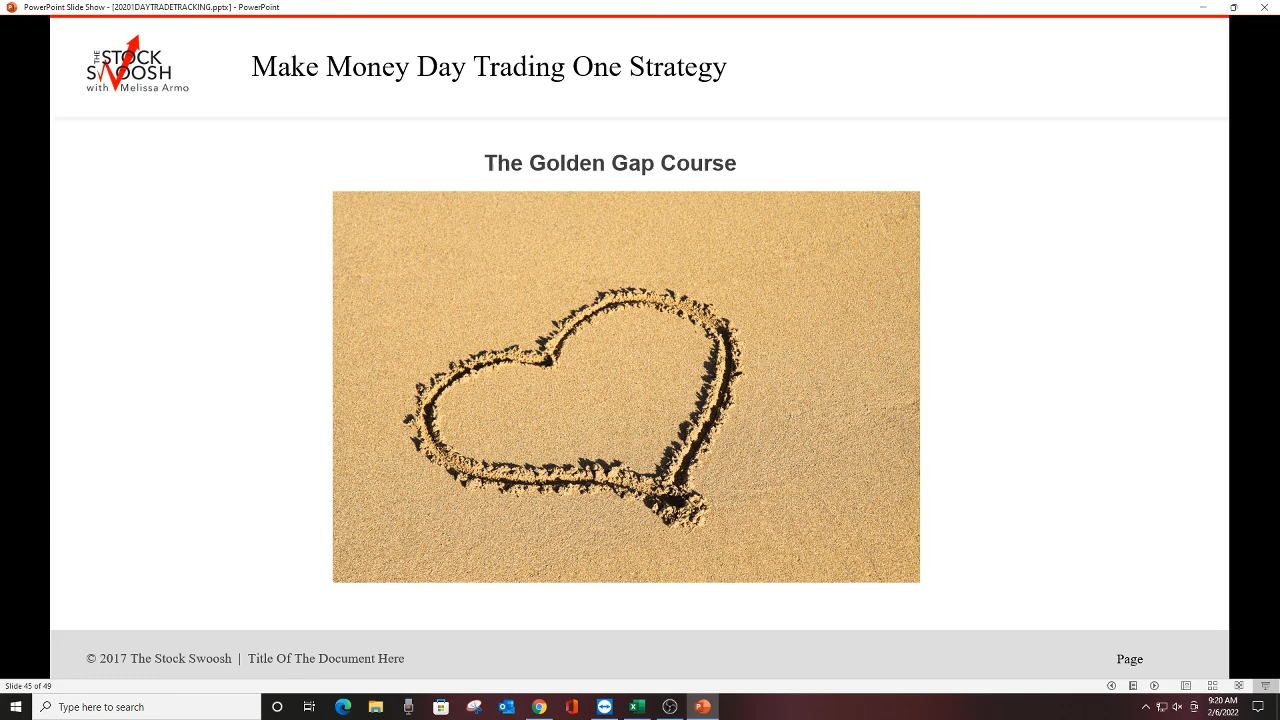 PowerPoint Slide Show - [20201DAYTRADETRACKING.pptx] - PowerPoint
THE STOCK
SWOOSH
with Melissa Armo
Make Money Day Trading One Strategy
The Golden Gap Course
© 2017 The Stock Swoosh | Title Of The Document Here
Page
Slide 45 of 49
Type here to search
9:20 AM
2/6/2022